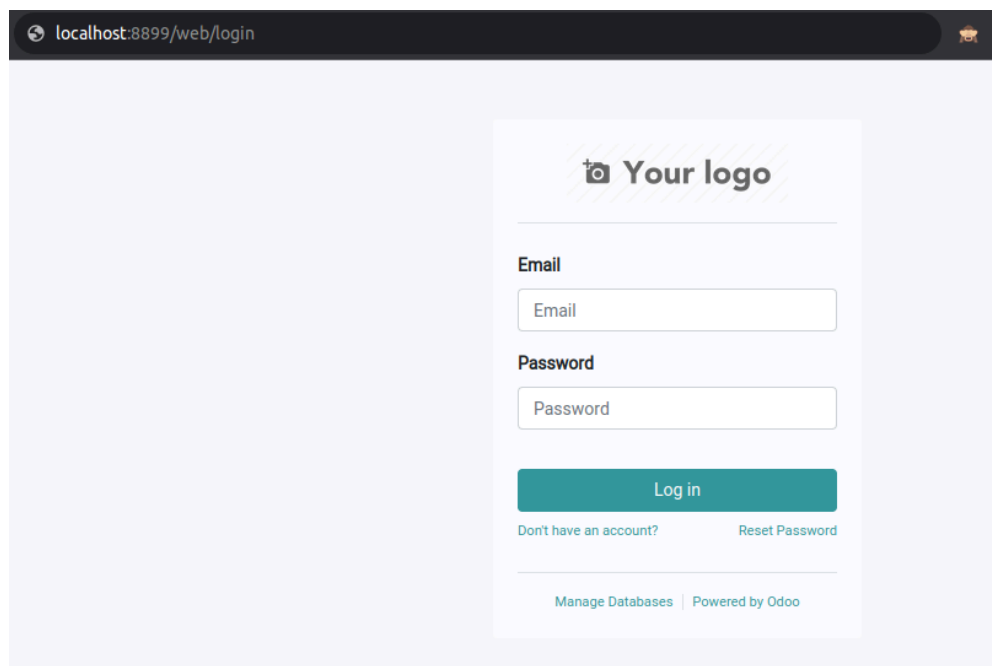 localhost:8899/web/login
Your logo
Email
Email
Password
Password
Log in
Don't have an account? Reset Password
Manage Databases | Powered by Odoo